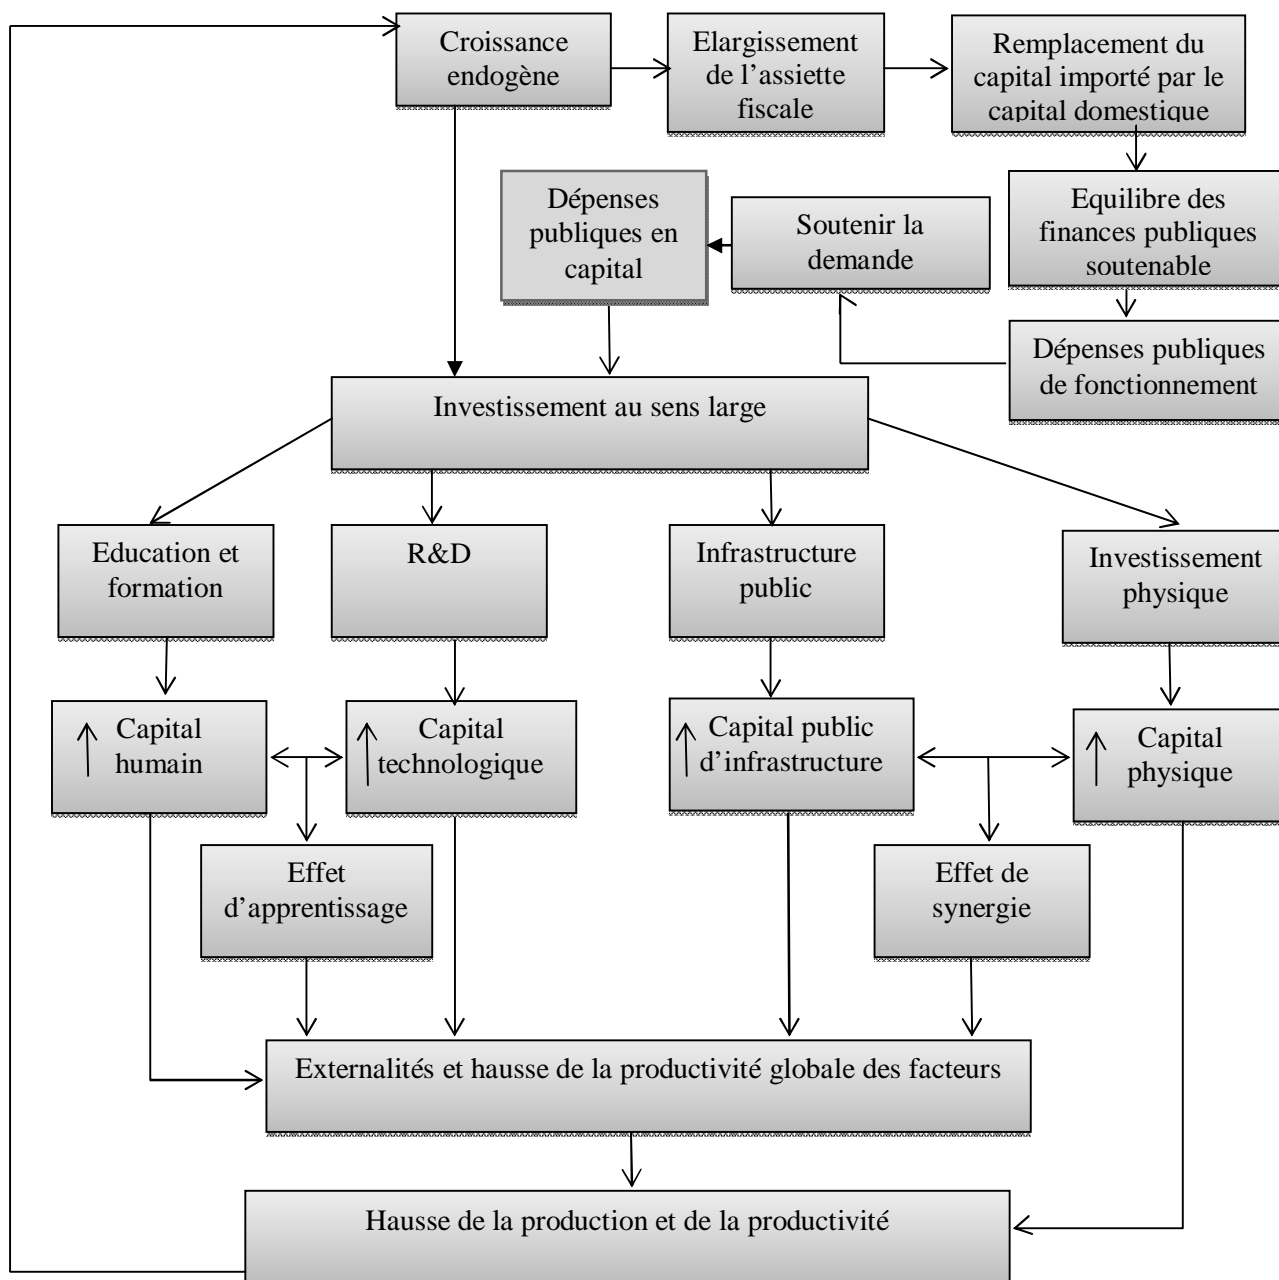 Croissance
endogène
Elargissement
de l’assiette
fiscale
Remplacement du
capital importé par le
capital domestique
Dépenses
publiques en
capital
Soutenir la
demande
Equilibre des
finances publiques
soutenable
Dépenses publiques
de fonctionnement
Investissement au sens large
Education et
formation
R&D
Infrastructure
public
Investissement
physique
Capital
humain
Capital
technologique
Capital public
d’infrastructure
Capital
physique
Effet
d’apprentissage
Effet de
synergie
Externalités et hausse de la productivité globale des facteurs
Hausse de la production et de la productivité